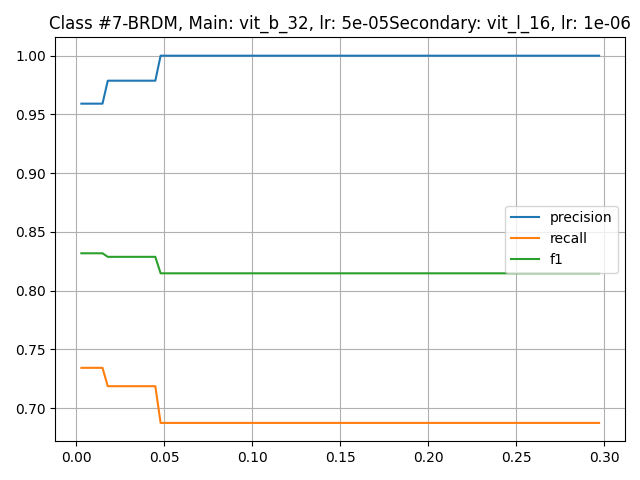 Class #7-BRDM, Main: vit_b_32, lr: 5e-05Secondary: vit_l_16, lr: 1e-06
1.00
0.95
0.90
0.85
0.80
0.75
0.70
precision
recall
f1
0.00 0.05 0.10 0.15 0.20 0.25 0.30